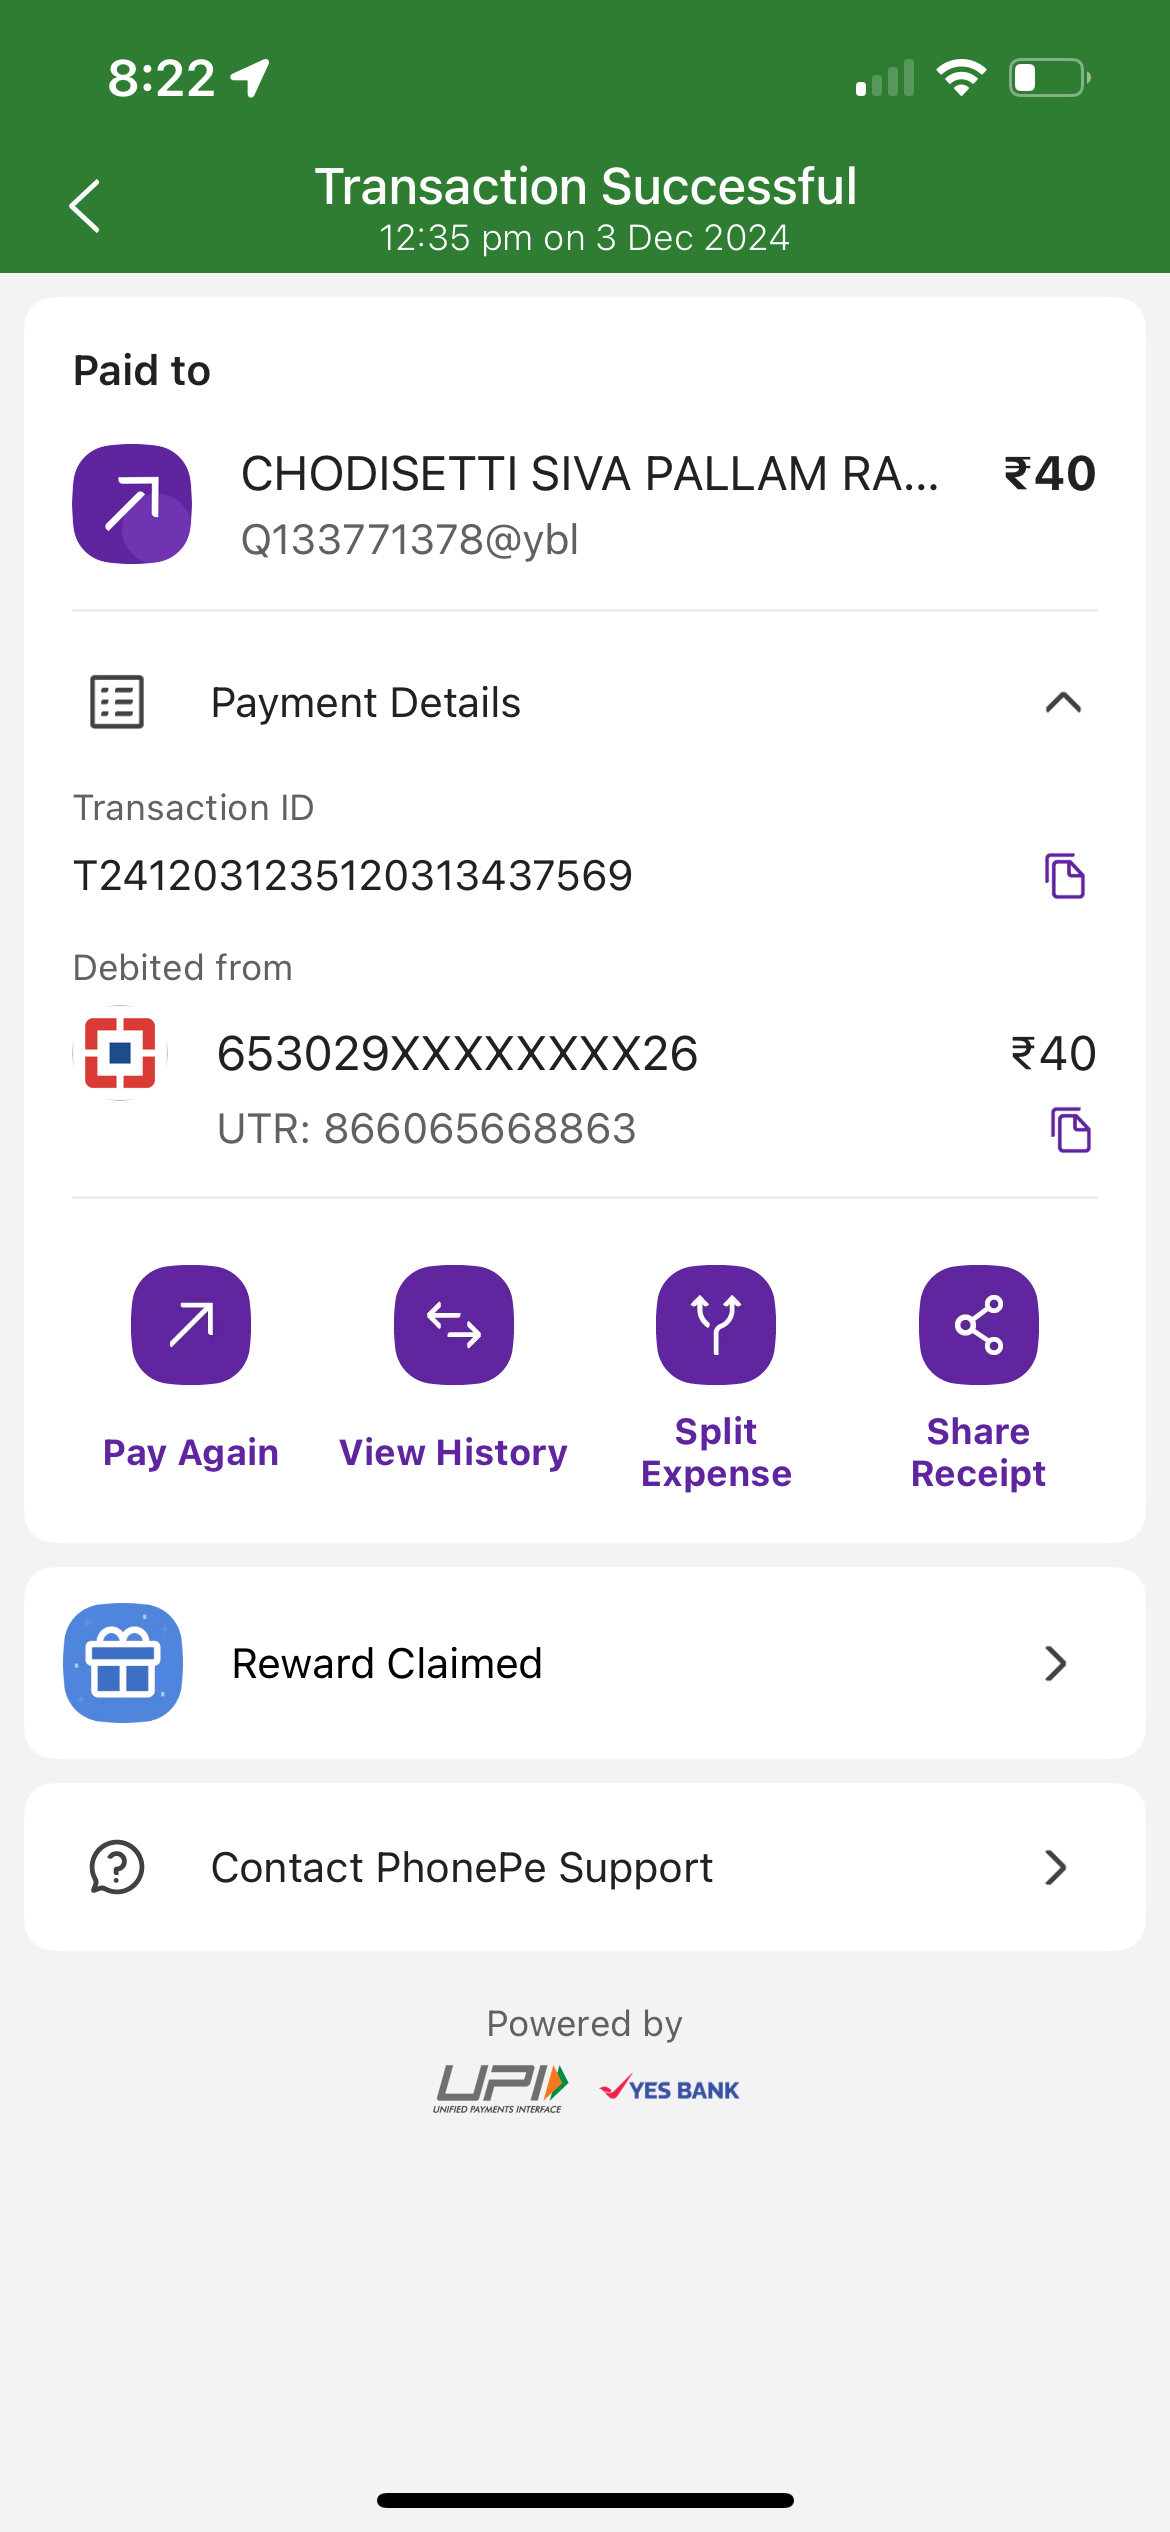 8:22
Transaction Successful
12:35 pm on 3 Dec 2024
Paid to
CHODISETTI SIVA PALLAM RA... ₹40
Q133771378@ybl
Payment Details
Transaction ID
T2412031235120313437569
Debited from
653029XXXXXXXX26 ₹40
UTR: 866065668863
Pay Again
View History
Split
Expense
Share
Receipt
Reward Claimed
Contact PhonePe Support
Powered by
UPI
UNIFIED PAYMENTS INTERFACE
YES BANK